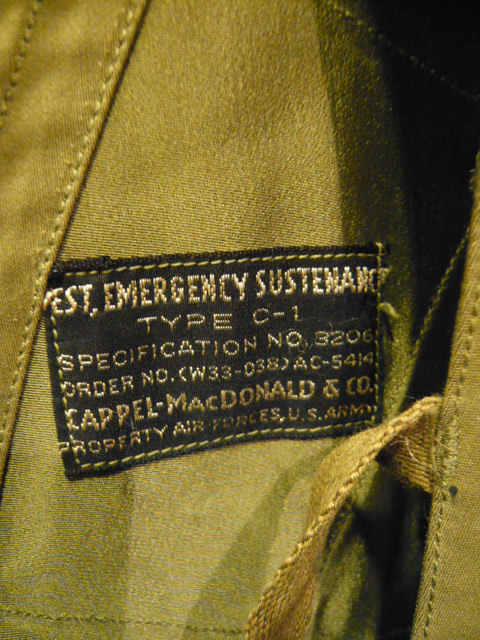 VEST, EMERGENCY SUSTENANCE
TYPE C-1
SPECIFICATION NO. 3206
ORDER NO. (W33-038) AC-5414
CAPPEL-MACDONALD & CO.
PROPERTY AIR FORCES, U.S. ARMY